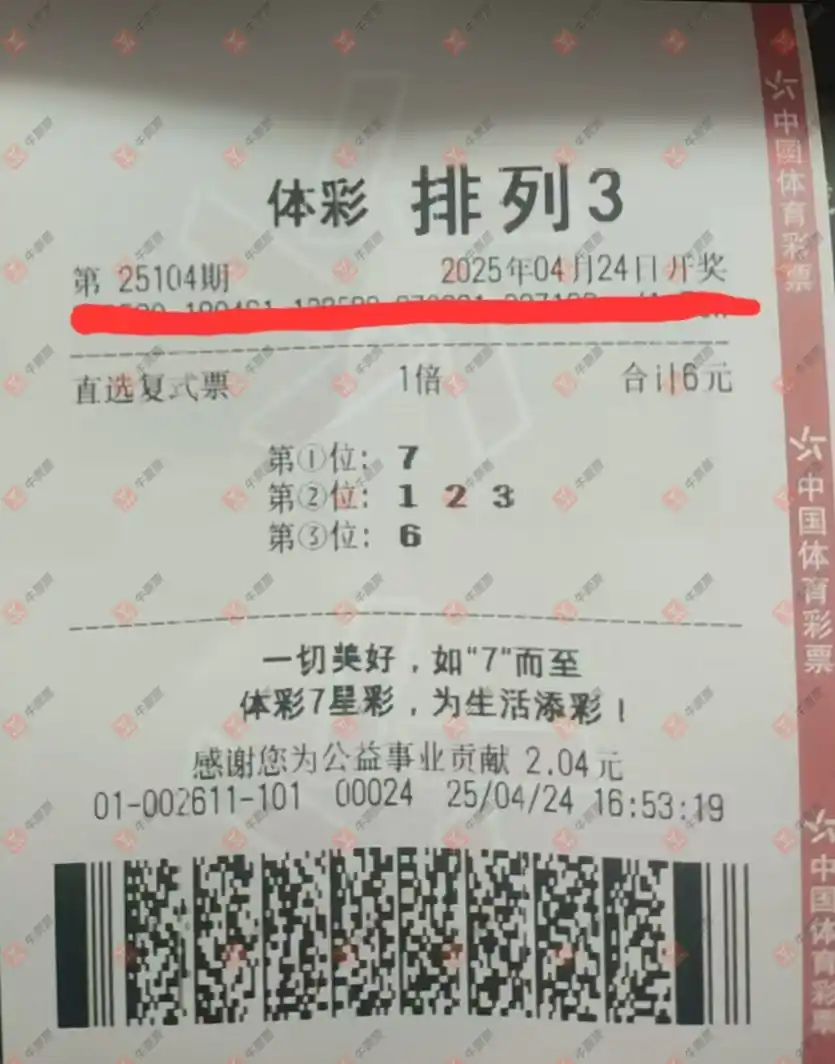 体彩 排列3
第 25104期 2025年04月24日开奖
直选复式票 1倍 合计6元
第①位: 7
第②位: 1 2 3
第③位: 6
一切美好，如"7"而至
体彩7星彩，为生活添彩！
感谢您为公益事业贡献 2.04元
01-002611-101 00024 25/04/24 16:53:19
中国体育彩票
中国体育彩票
中国体育彩票